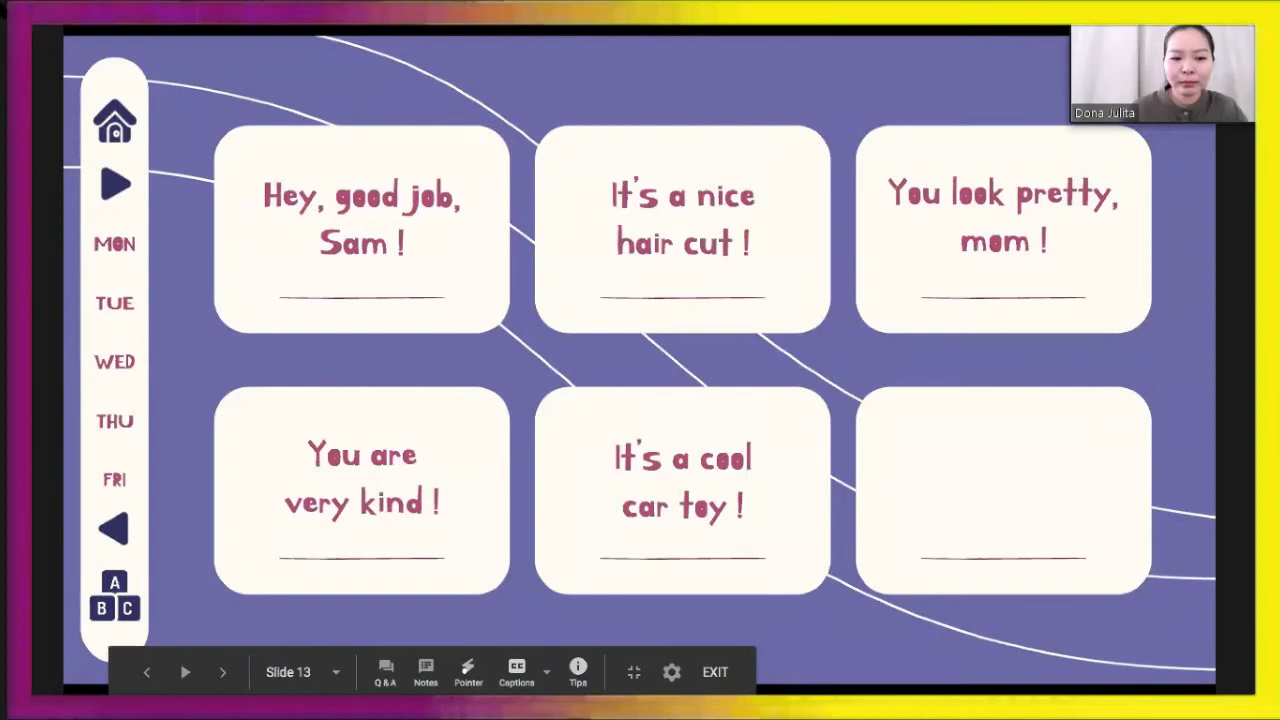 MON
TUE
WED
THU
FRI
A
B C
Hey, good job,
Sam !
It's a nice
hair cut !
You look pretty,
mom !
You are
very kind !
It's a cool
car toy !
Dona Julita
Slide 13
Q & A
Notes
Pointer
Captions
Tips
EXIT